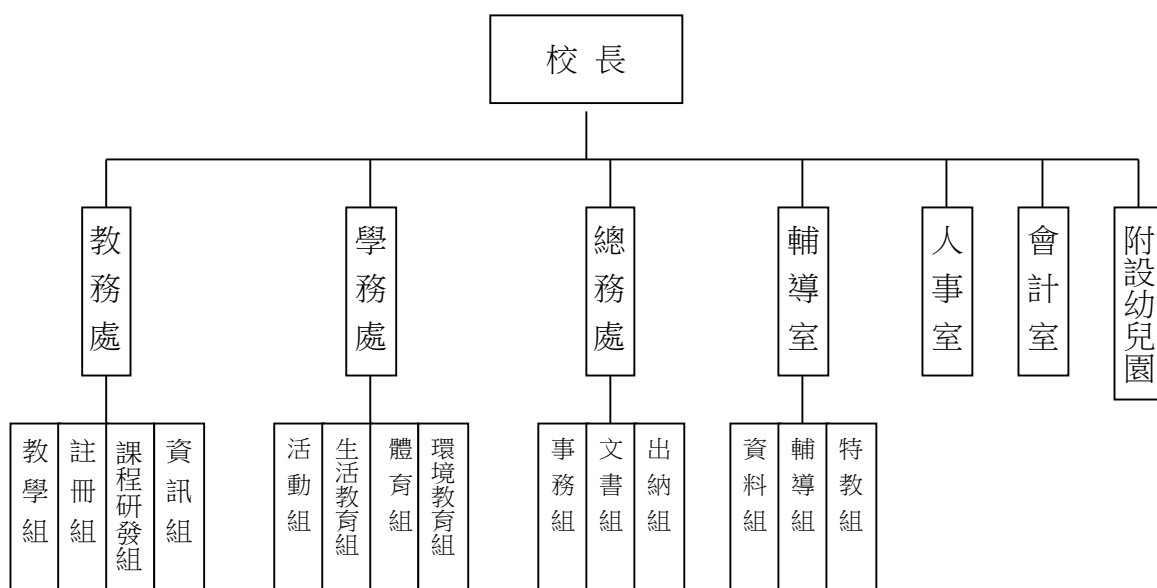 校長
教務處
學務處
總務處
輔導室
人事室
會計室
附設幼兒園
教學組
註冊組
課程研發組
資訊組
活動組
生活教育組
體育組
環境教育組
事務組
文書組
出納組
資料組
輔導組
特教組